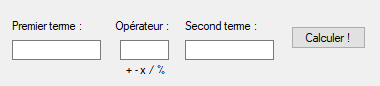 Premier terme : Opérateur : Second terme :
Calculer !
+ - x / %